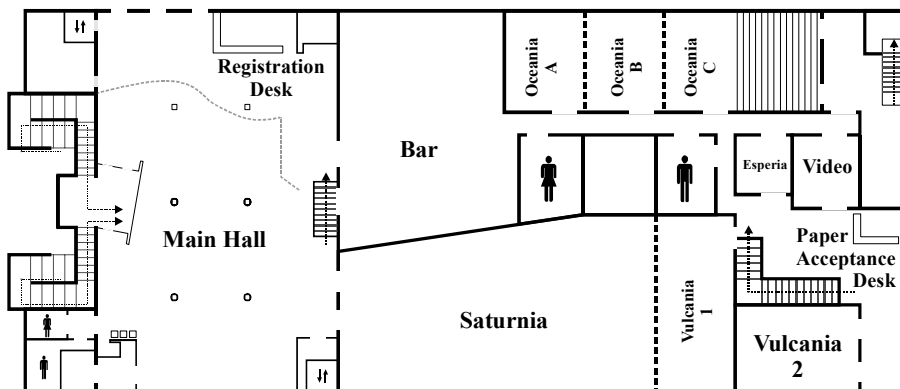 Registration
Desk
Oceania
A
Oceania
B
Oceania
C
Bar
Esperia
Video
Main Hall
Paper
Acceptance
Desk
Saturnia
Vulcania
1
Vulcania
2